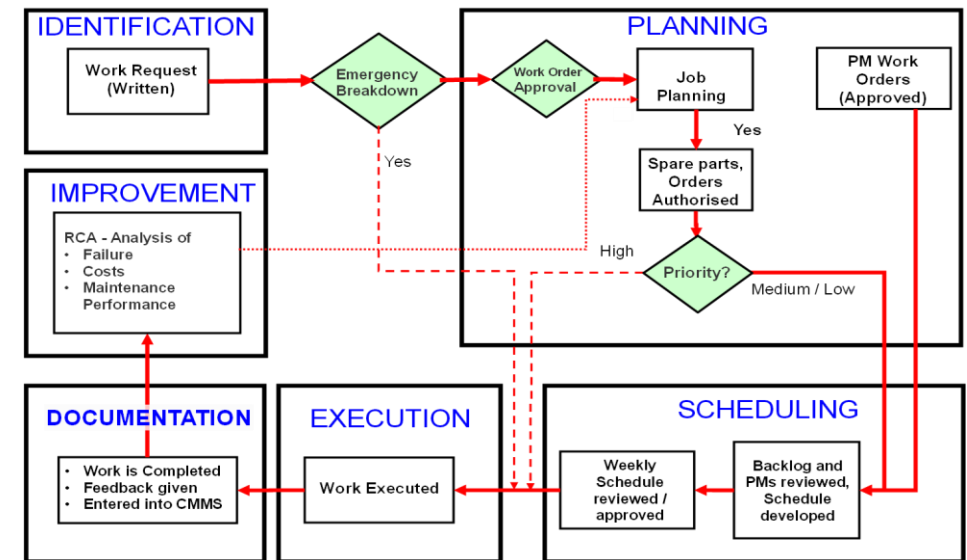 IDENTIFICATION
Work Request
(Written)
Emergency
Breakdown
Yes
PLANNING
Work Order
Approval
Job
Planning
PM Work
Orders
(Approved)
Yes
Spare parts,
Orders
Authorised
High
Priority?
Medium / Low
IMPROVEMENT
RCA - Analysis of
• Failure
• Costs
• Maintenance
Performance
DOCUMENTATION
• Work is Completed
• Feedback given
• Entered into CMMS
EXECUTION
Work Executed
SCHEDULING
Weekly
Schedule
reviewed /
approved
Backlog and
PMs reviewed,
Schedule
developed